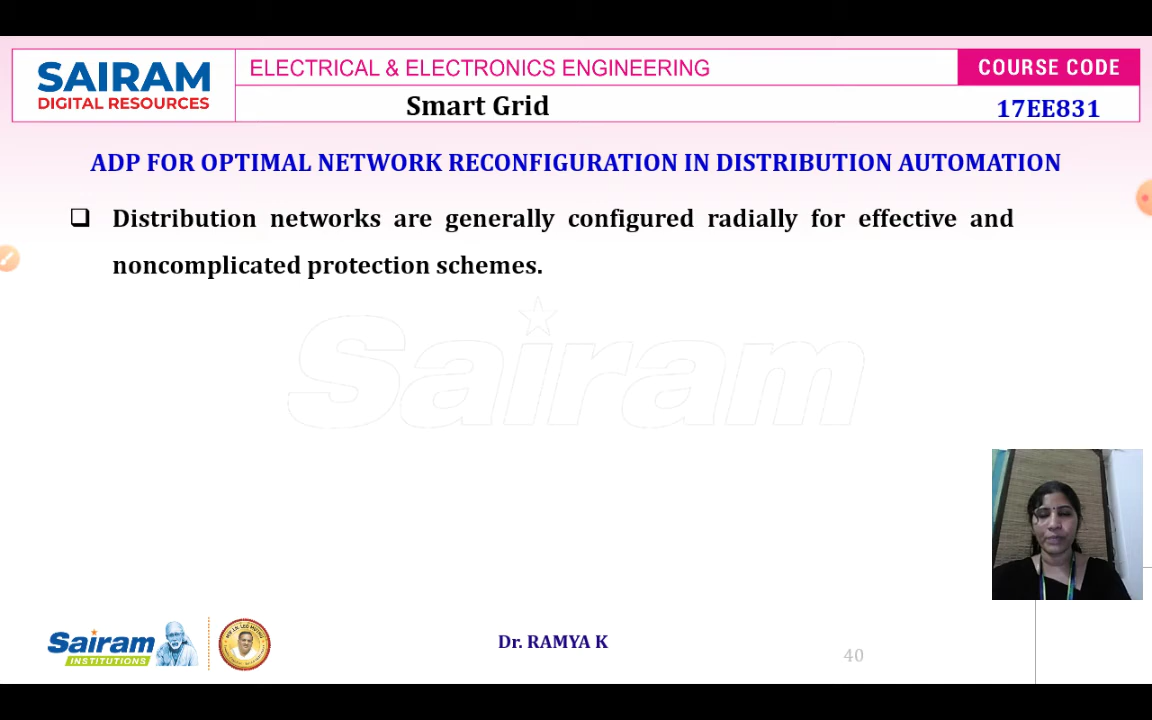 SAIRAM
DIGITAL RESOURCES
ELECTRICAL & ELECTRONICS ENGINEERING
COURSE CODE
Smart Grid
17EE831
ADP FOR OPTIMAL NETWORK RECONFIGURATION IN DISTRIBUTION AUTOMATION
Distribution networks are generally configured radially for effective and
noncomplicated protection schemes.
Sairam
Sairam
INSTITUTIONS
Dr. RAMYA K
40